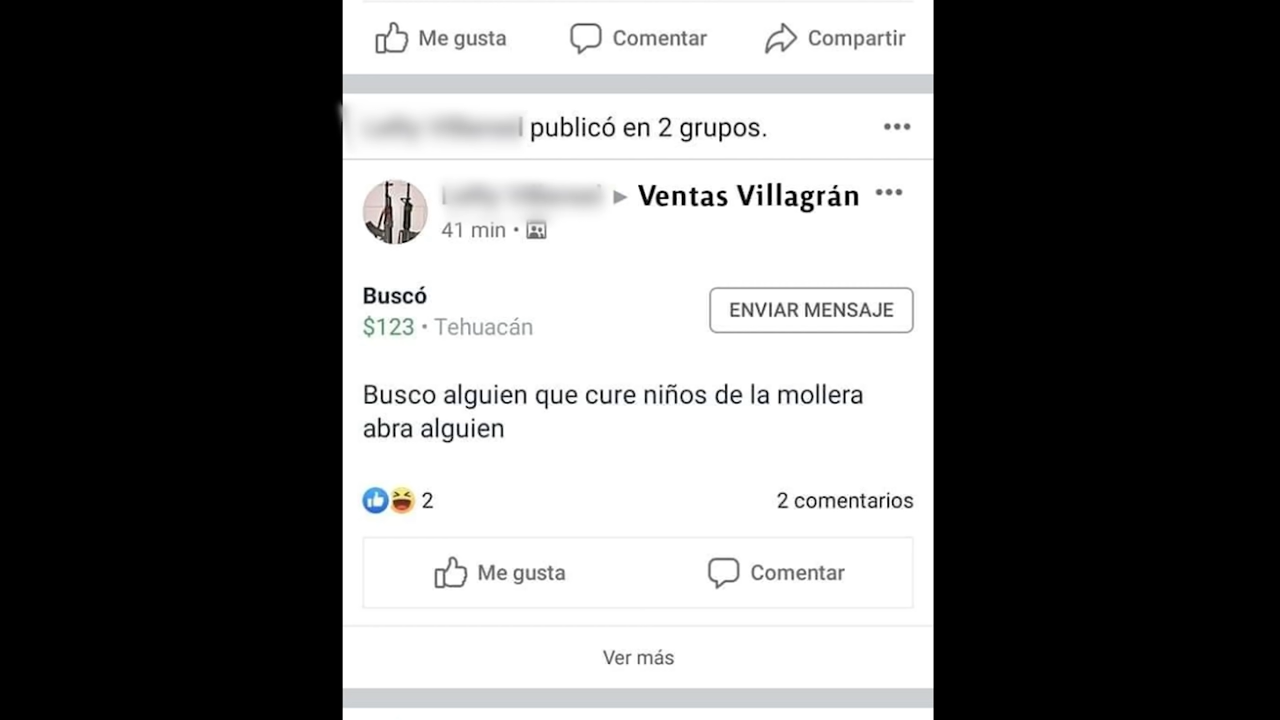 Me gusta Comentar Compartir
publicó en 2 grupos.
Ventas Villagrán
41 min
Buscó
$123 • Tehuacán
ENVIAR MENSAJE
Busco alguien que cure niños de la mollera
abra alguien
2
2 comentarios
Me gusta Comentar
Ver más